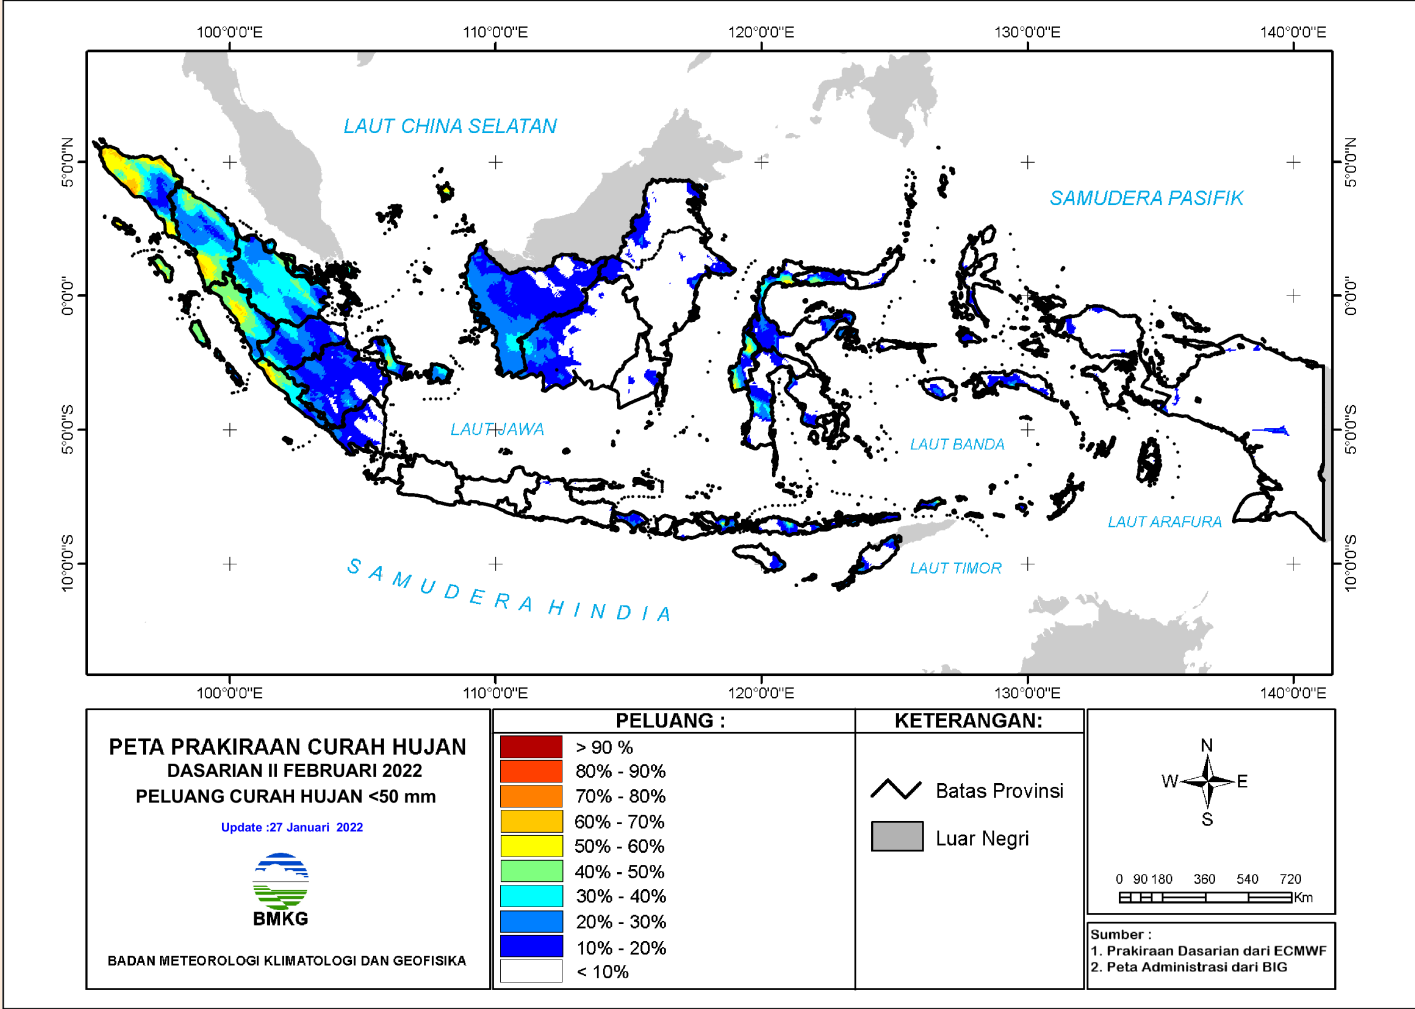 100°0'0"E 110°0'0"E 120°0'0"E 130°0'0"E 140°0'0"E
5°0'0"N 0°0'0" 5°0'0"S 10°0'0"S
LAUT CHINA SELATAN
SAMUDERA PASIFIK
LAUT JAWA
LAUT BANDA
LAUT ARAFURA
LAUT TIMOR
SAMUDERA HINDIA
5°0'0"N 0°0'0" 5°0'0"S 10°0'0"S
100°0'0"E 110°0'0"E 120°0'0"E 130°0'0"E 140°0'0"E
PETA PRAKIRAAN CURAH HUJAN
DASARIAN II FEBRUARI 2022
PELUANG CURAH HUJAN <50 mm
Update :27 Januari 2022
BMKG
BADAN METEOROLOGI KLIMATOLOGI DAN GEOFISIKA
PELUANG :
> 90 %
80% - 90%
70% - 80%
60% - 70%
50% - 60%
40% - 50%
30% - 40%
20% - 30%
10% - 20%
< 10%
KETERANGAN:
Batas Provinsi
Luar Negri
N
W E
S
0 90 180 360 540 720
Km
Sumber :
1. Prakiraan Dasarian dari ECMWF
2. Peta Administrasi dari BIG